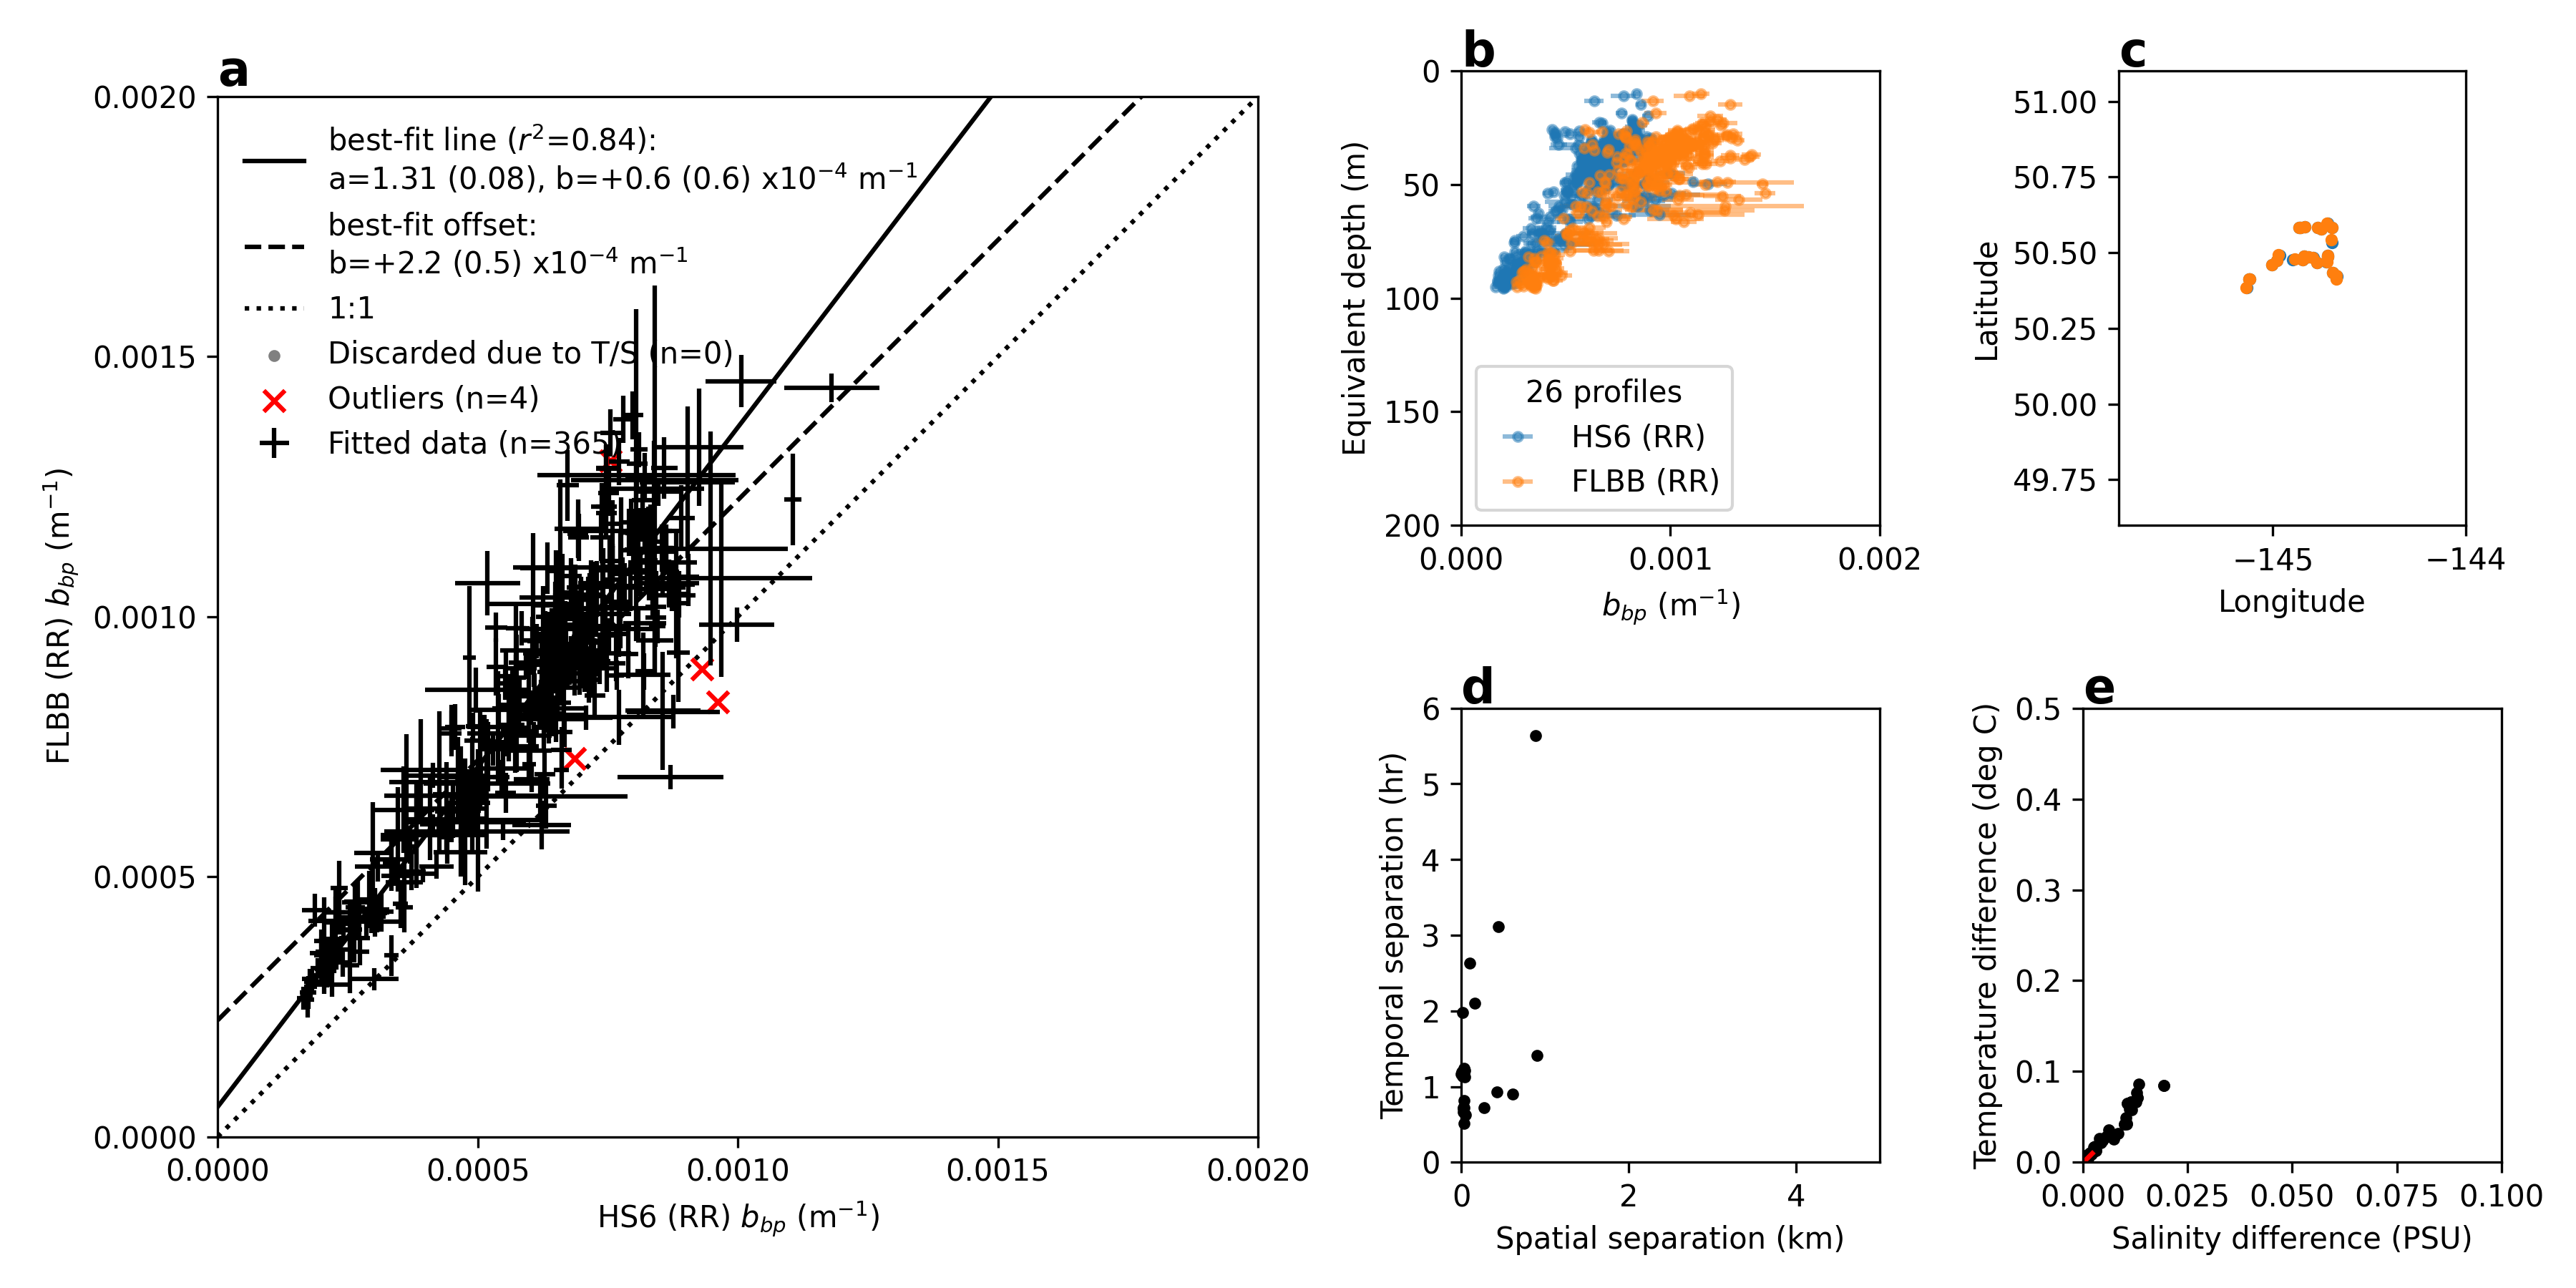 a
0.0020
0.0015
0.0010
0.0005
0.0000
FLBB (RR) b_bp (m⁻¹)
best-fit line (r²=0.84):
a=1.31 (0.08), b=+0.6 (0.6) x10⁻⁴ m⁻¹
best-fit offset:
b=+2.2 (0.5) x10⁻⁴ m⁻¹
1:1
Discarded due to T/S (n=0)
Outliers (n=4)
Fitted data (n=365)
0.0000 0.0005 0.0010 0.0015 0.0020
HS6 (RR) b_bp (m⁻¹)
b
0
50
100
150
200
Equivalent depth (m)
26 profiles
HS6 (RR)
FLBB (RR)
0.000 0.001 0.002
b_bp (m⁻¹)
c
51.00
50.75
50.50
50.25
50.00
49.75
Latitude
−145 −144
Longitude
d
6
5
4
3
2
1
0
Temporal separation (hr)
0 2 4
Spatial separation (km)
e
0.5
0.4
0.3
0.2
0.1
0.0
Temperature difference (deg C)
0.000 0.025 0.050 0.075 0.100
Salinity difference (PSU)